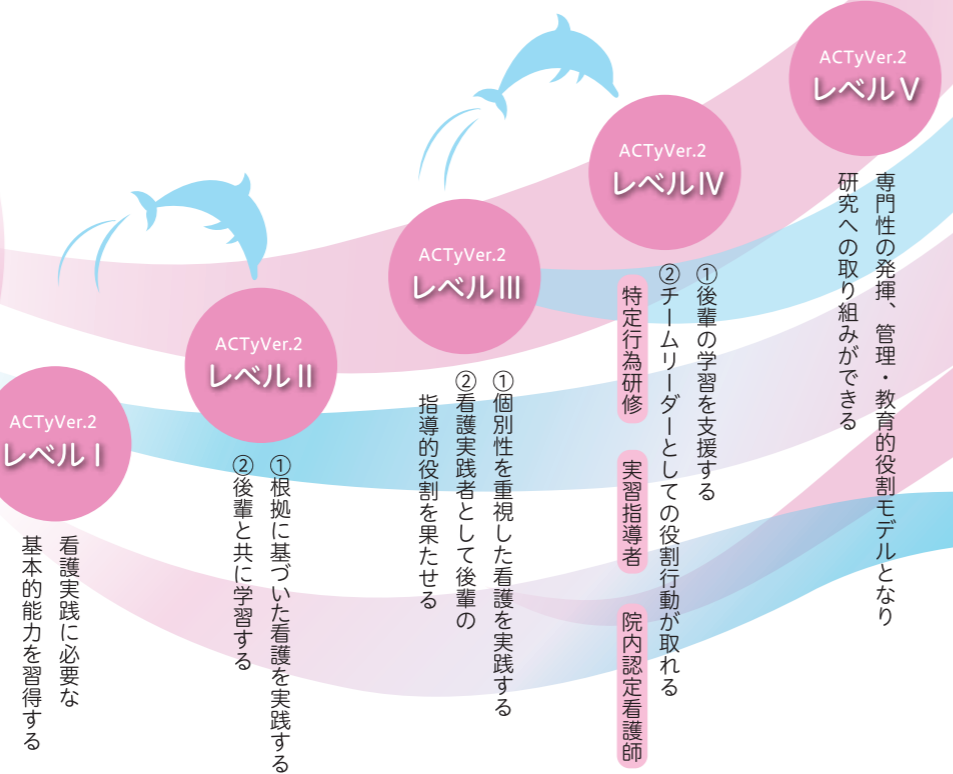 ACTyVer.2
レベルⅠ
看護実践に必要な
基本的能力を習得する
ACTyVer.2
レベルⅡ
①根拠に基づいた看護を実践する
②後輩と共に学習する
ACTyVer.2
レベルⅢ
①個別性を重視した看護を実践する
②看護実践者として後輩の
指導的役割を果たせる
ACTyVer.2
レベルⅣ
①後輩の学習を支援する
②チームリーダーとしての役割行動が取れる
特定行為研修
実習指導者
院内認定看護師
ACTyVer.2
レベルⅤ
専門性の発揮、管理・教育的役割モデルとなり
研究への取り組みができる